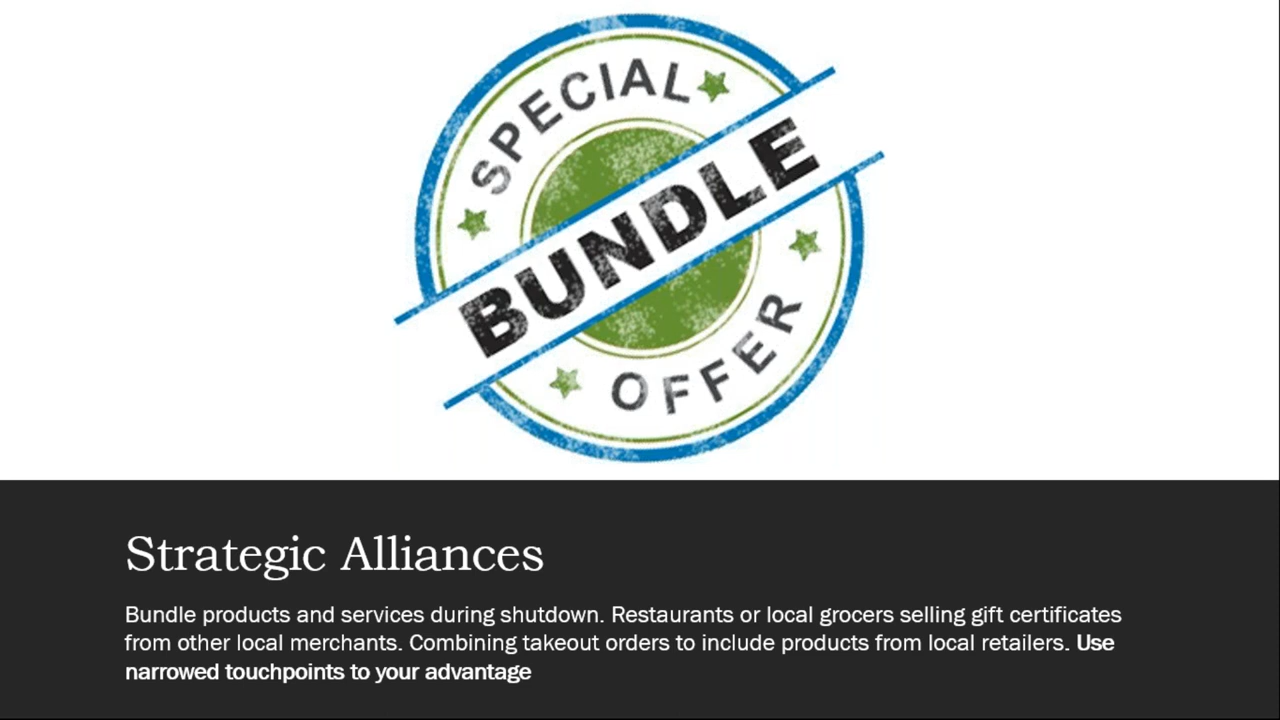 SPECIAL
BUNDLE
OFFER
Strategic Alliances
Bundle products and services during shutdown. Restaurants or local grocers selling gift certificates
from other local merchants. Combining takeout orders to include products from local retailers. Use
narrowed touchpoints to your advantage